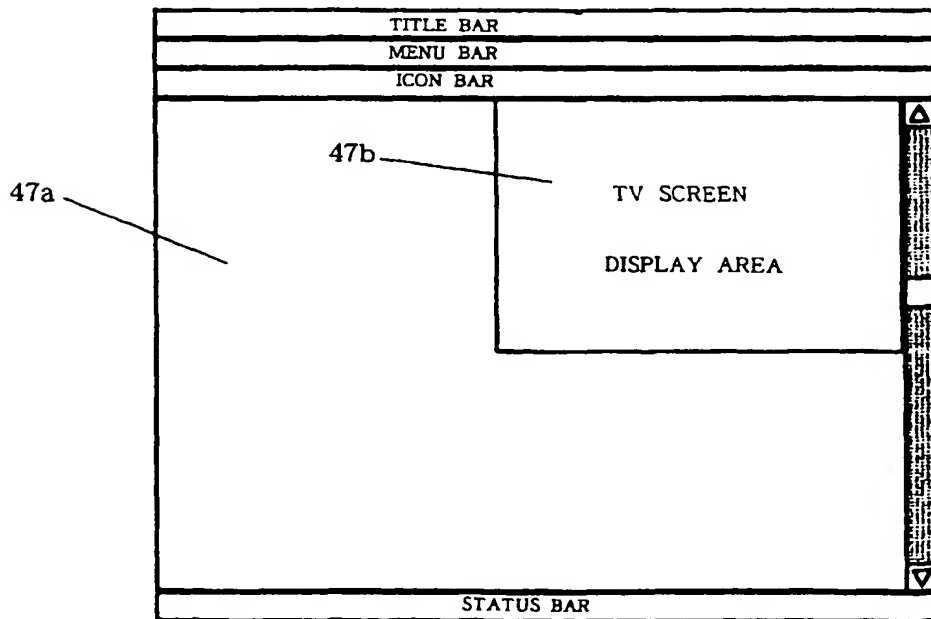 TITLE BAR
MENU BAR
ICON BAR
47b
TV SCREEN
47a
DISPLAY AREA
STATUS BAR